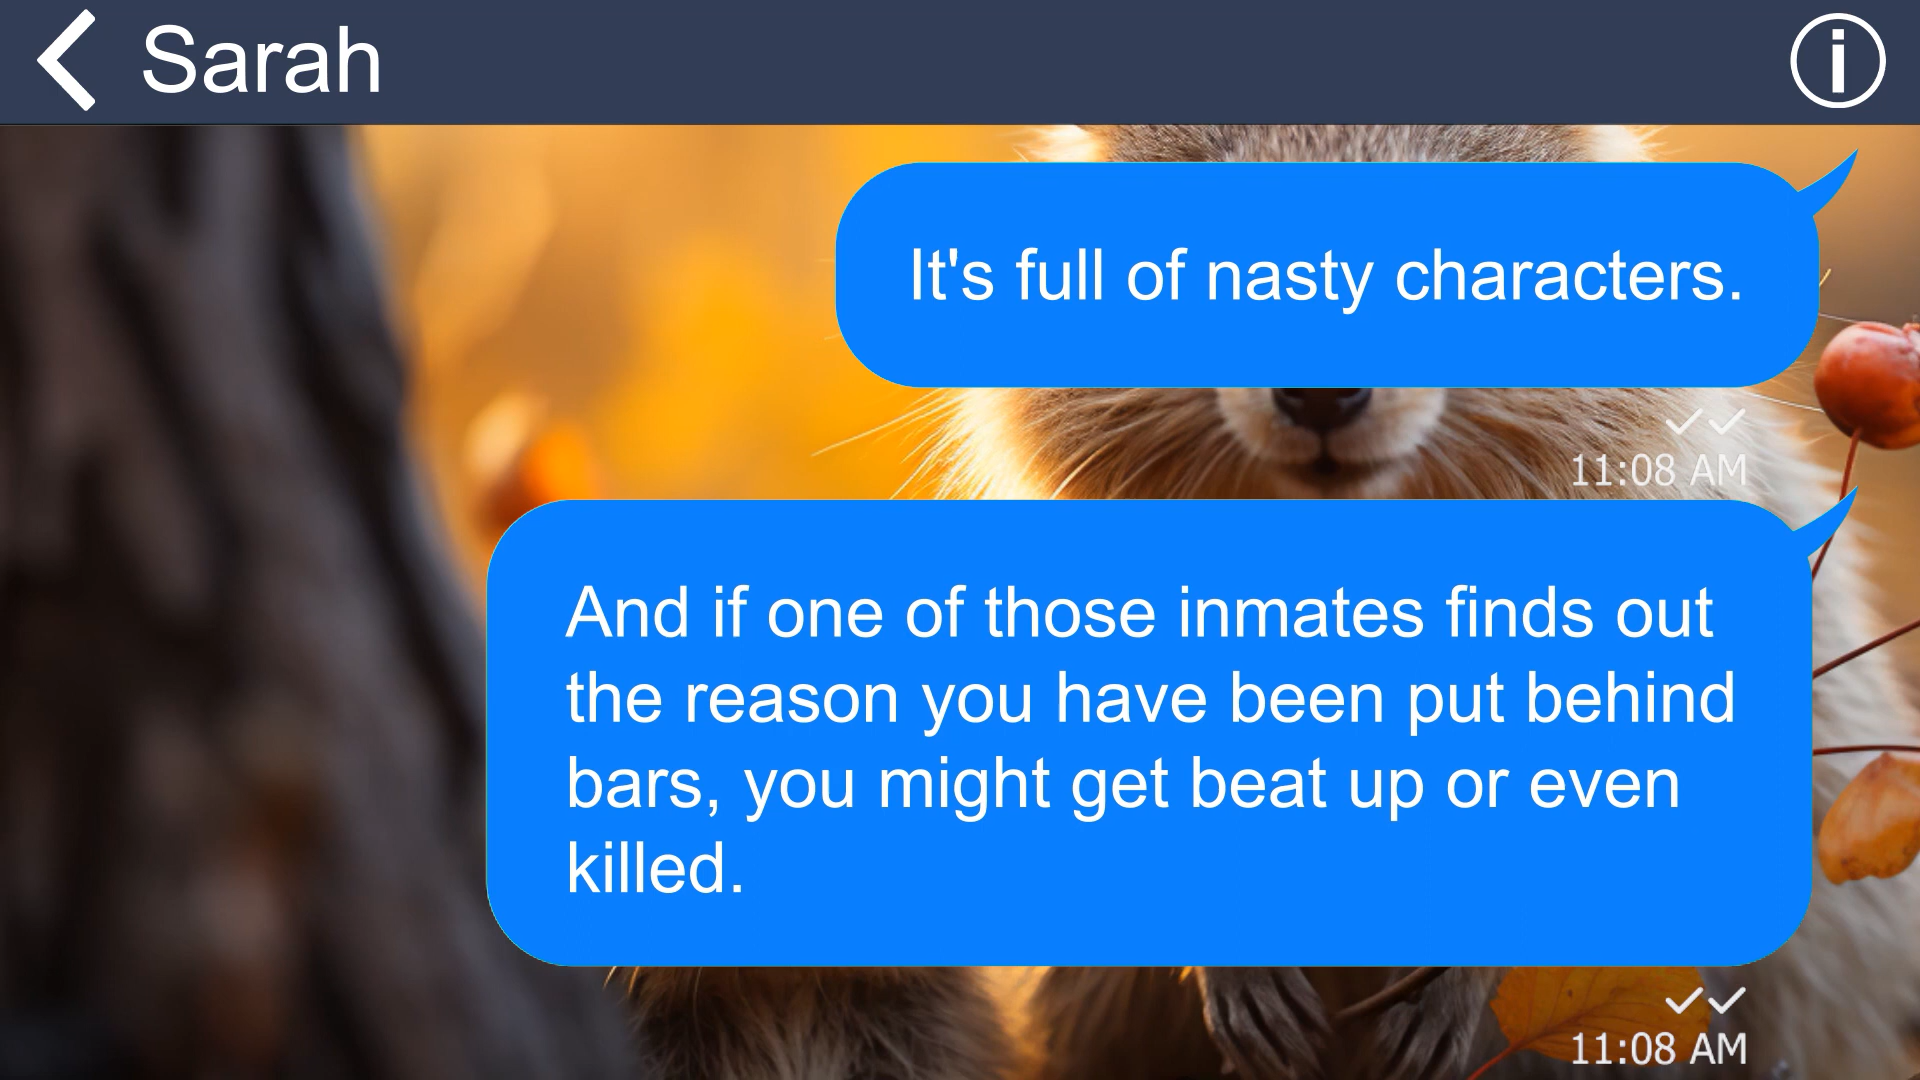 Sarah
It's full of nasty characters.
11:08 AM
And if one of those inmates finds out
the reason you have been put behind
bars, you might get beat up or even
killed.
11:08 AM